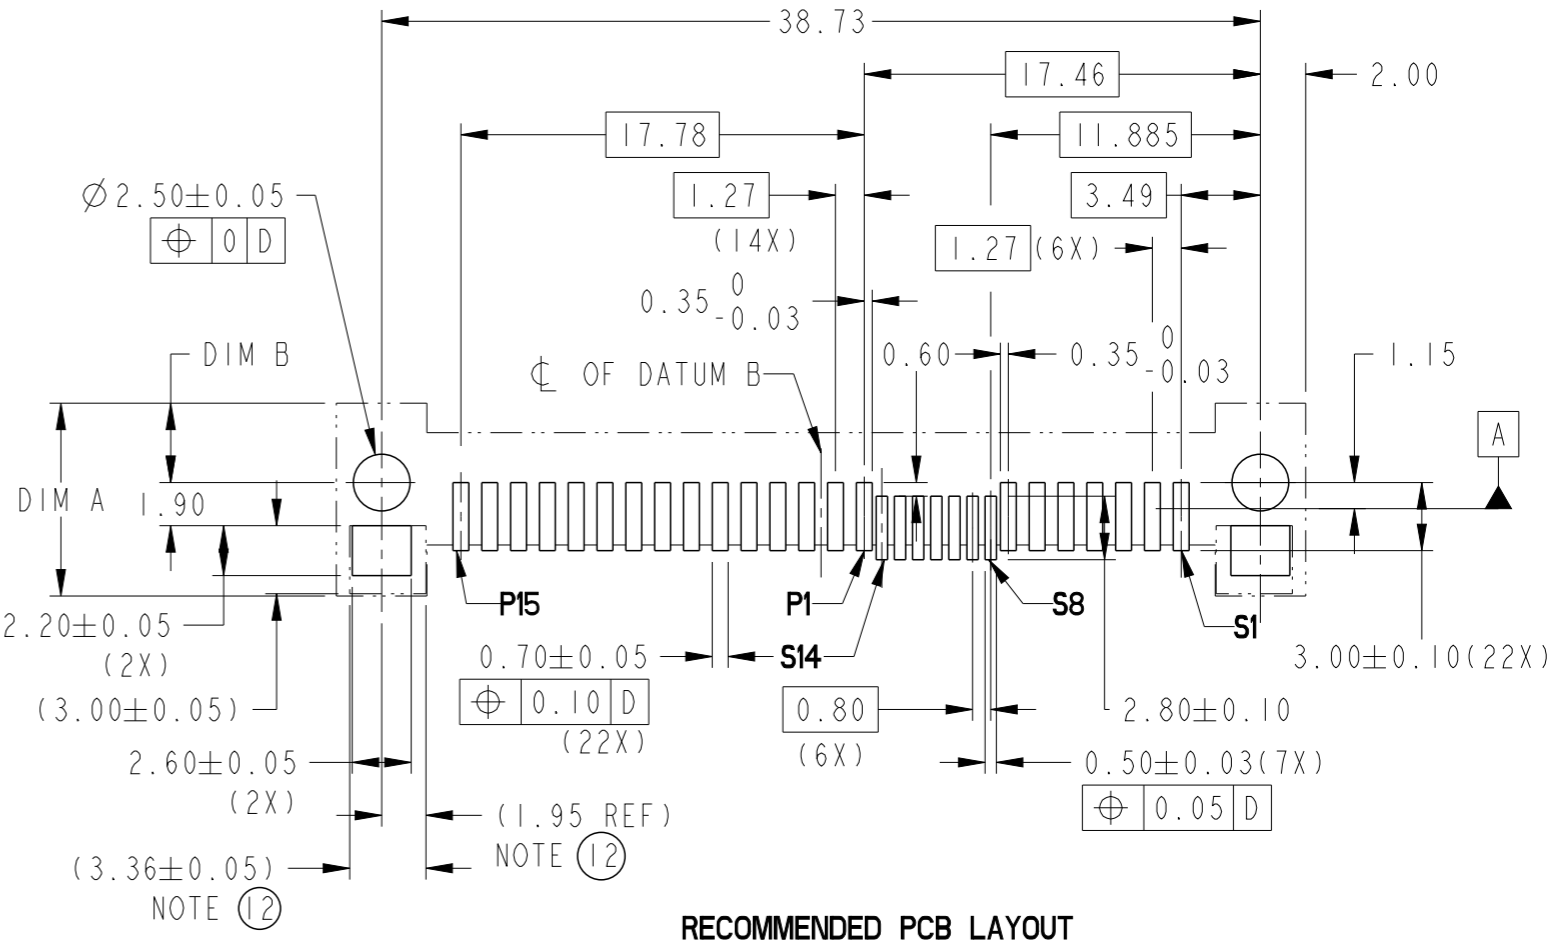 38.73
17.46
2.00
17.78
11.885
Ø2.50±0.05
⌖ 0 D
1.27
(14X)
3.49
1.27 (6X)
0.35 0 -0.03
DIM B
℄ OF DATUM B
0.60
0.35 0 -0.03
1.15
A
DIM A
1.90
P15
P1
S8
S1
2.20±0.05
(2X)
0.70±0.05
S14
3.00±0.10(22X)
⌖ 0.10 D
(22X)
(3.00±0.05)
0.80
(6X)
2.80±0.10
2.60±0.05
(2X)
0.50±0.03(7X)
⌖ 0.05 D
(1.95 REF)
NOTE 12
(3.36±0.05)
NOTE 12
RECOMMENDED PCB LAYOUT